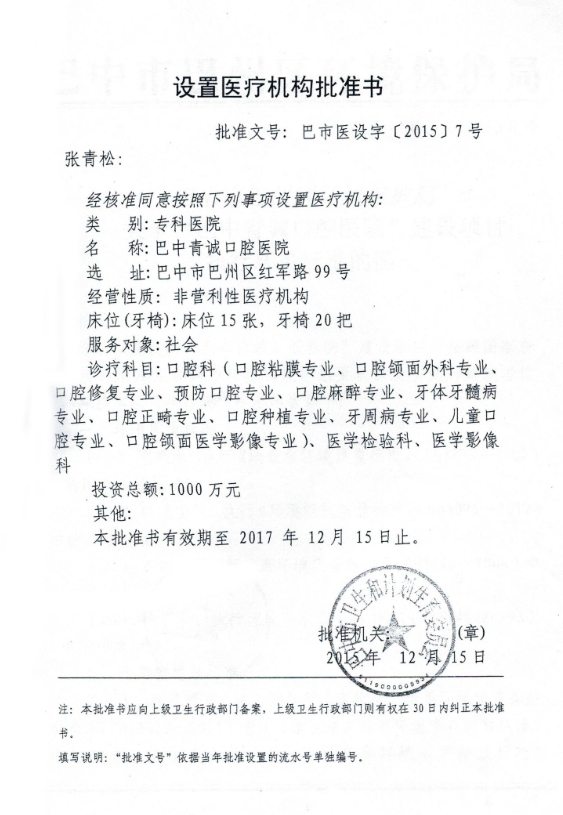 设置医疗机构批准书
批准文号：巴市医设字〔2015〕7号
张青松：
经核准同意按照下列事项设置医疗机构：
类 别：专科医院
名 称：巴中青诚口腔医院
选 址：巴中市巴州区红军路99号
经营性质：非营利性医疗机构
床位(牙椅)：床位15张，牙椅20把
服务对象：社会
诊疗科目：口腔科（口腔粘膜专业、口腔颌面外科专业、
口腔修复专业、预防口腔专业、口腔麻醉专业、牙体牙髓病
专业、口腔正畸专业、口腔种植专业、牙周病专业、儿童口
腔专业、口腔颌面医学影像专业）、医学检验科、医学影像
科
投资总额：1000万元
其他：
本批准书有效期至 2017 年 12 月 15日止。
巴中市卫生和计划生育委员会
批准机关： (章)
2015年 12月15日
注：本批准书应向上级卫生行政部门备案，上级卫生行政部门则有权在30日内纠正本批准
书。
填写说明：“批准文号”依据当年批准设置的流水号单独编号。